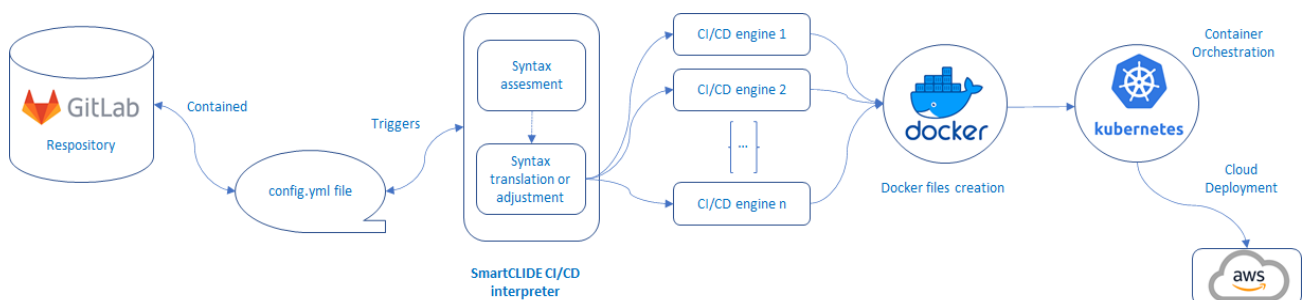 GitLab
Respository
Contained
config.yml file
Triggers
Syntax
assesment
Syntax
translation or
adjustment
SmartCLIDE CI/CD
interpreter
CI/CD engine 1
CI/CD engine 2
...
CI/CD engine n
docker
Docker files creation
Container
Orchestration
kubernetes
Cloud
Deployment
aws